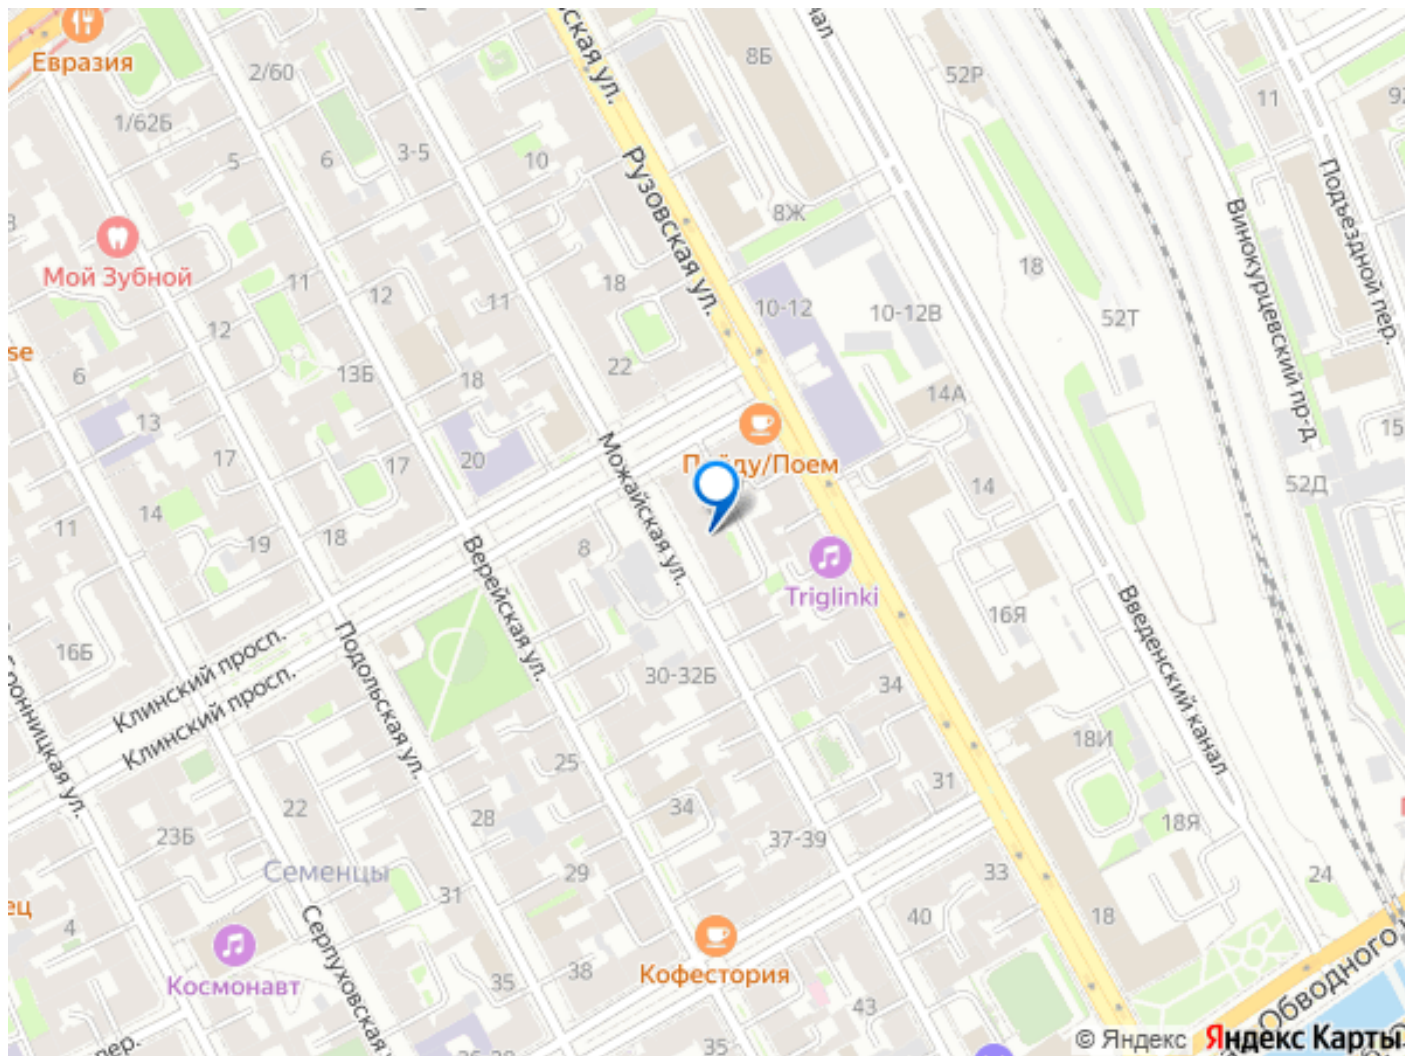 Евразия
2/60
8Б
нал
52Р
11
1/62Б
5
6
3-5
10
Рузовская ул.
8Ж
Подъездной пер.
Винокурцевский пр-д
Мой Зубной
11
12
11
18
10-12
10-12В
18
52Т
12
6
13Б
18
22
14А
13
17
17
20
Можайская ул.
14
15
52Д
11
14
19
18
Верейская ул.
8
Triglinki
16Я
Введенский канал
16Б
Клинский просп.
Клинский просп.
Подольская ул.
30-32Б
34
18И
25
31
18Я
22
23Б
28
34
37-39
Семенцы
29
31
33
24
4
Серпуховская
40
18
Космонавт
35
38
Кофестория
43
35
Обводного
© Яндекс Яндекс Карты